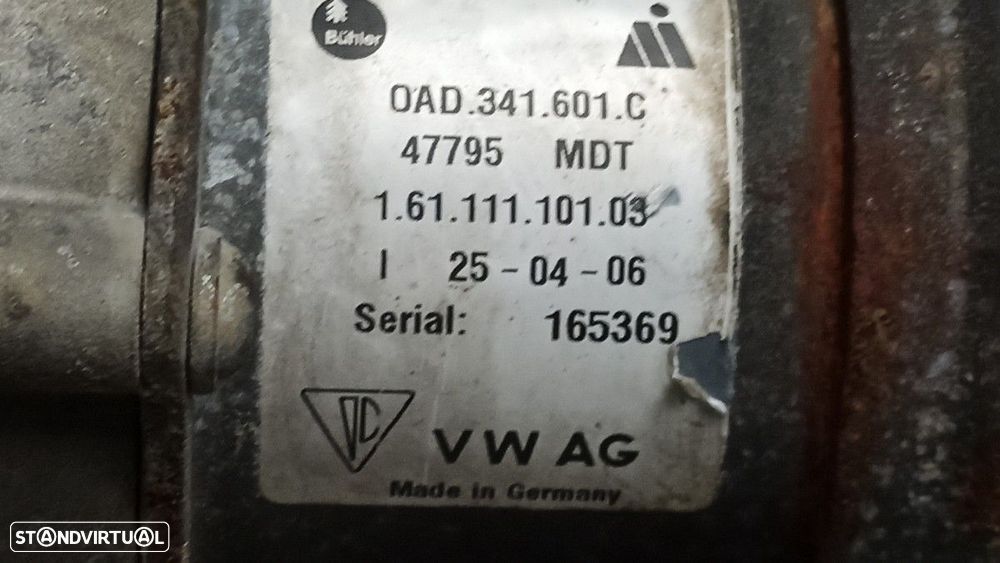 Bühler
0AD.341.601.C
47795 MDT
1.61.111.101.03
I 25-04-06
Serial: 165369
DC
VW AG
Made in Germany
STANDVIRTUAL